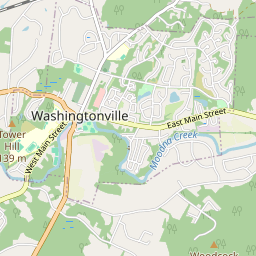 Washingtonville
East Main Street
Moodna Creek
Tower
Hill
139 m
West Main Street
Woodcock